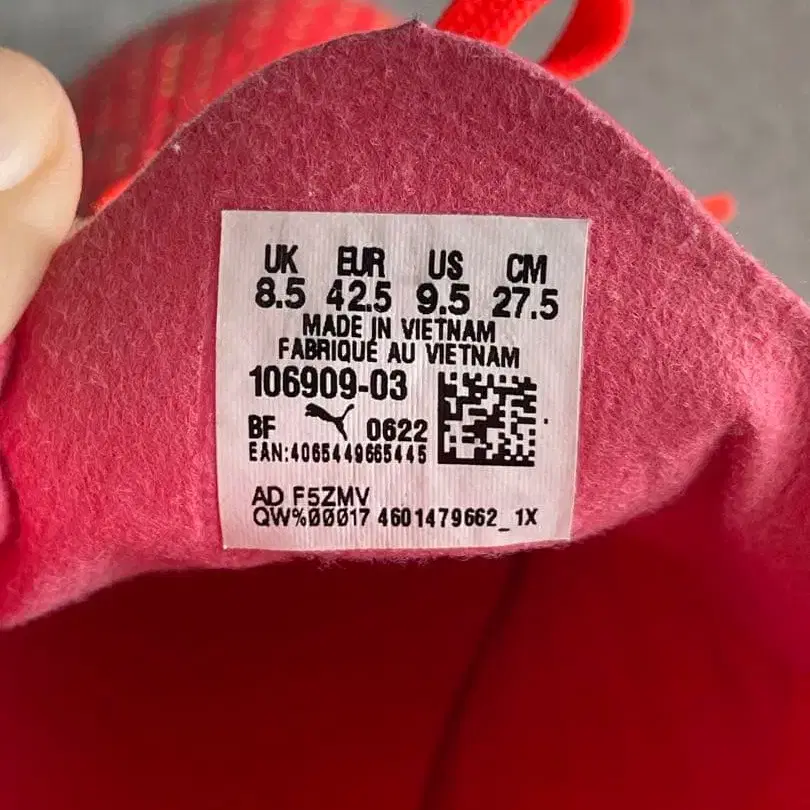 UK EUR US CM
8.5 42.5 9.5 27.5
MADE IN VIETNAM
FABRIQUÉ AU VIETNAM
106909-03
BF 0622
EAN:4065449665445
AD F5ZMV
QW%00017 4601479662_1X